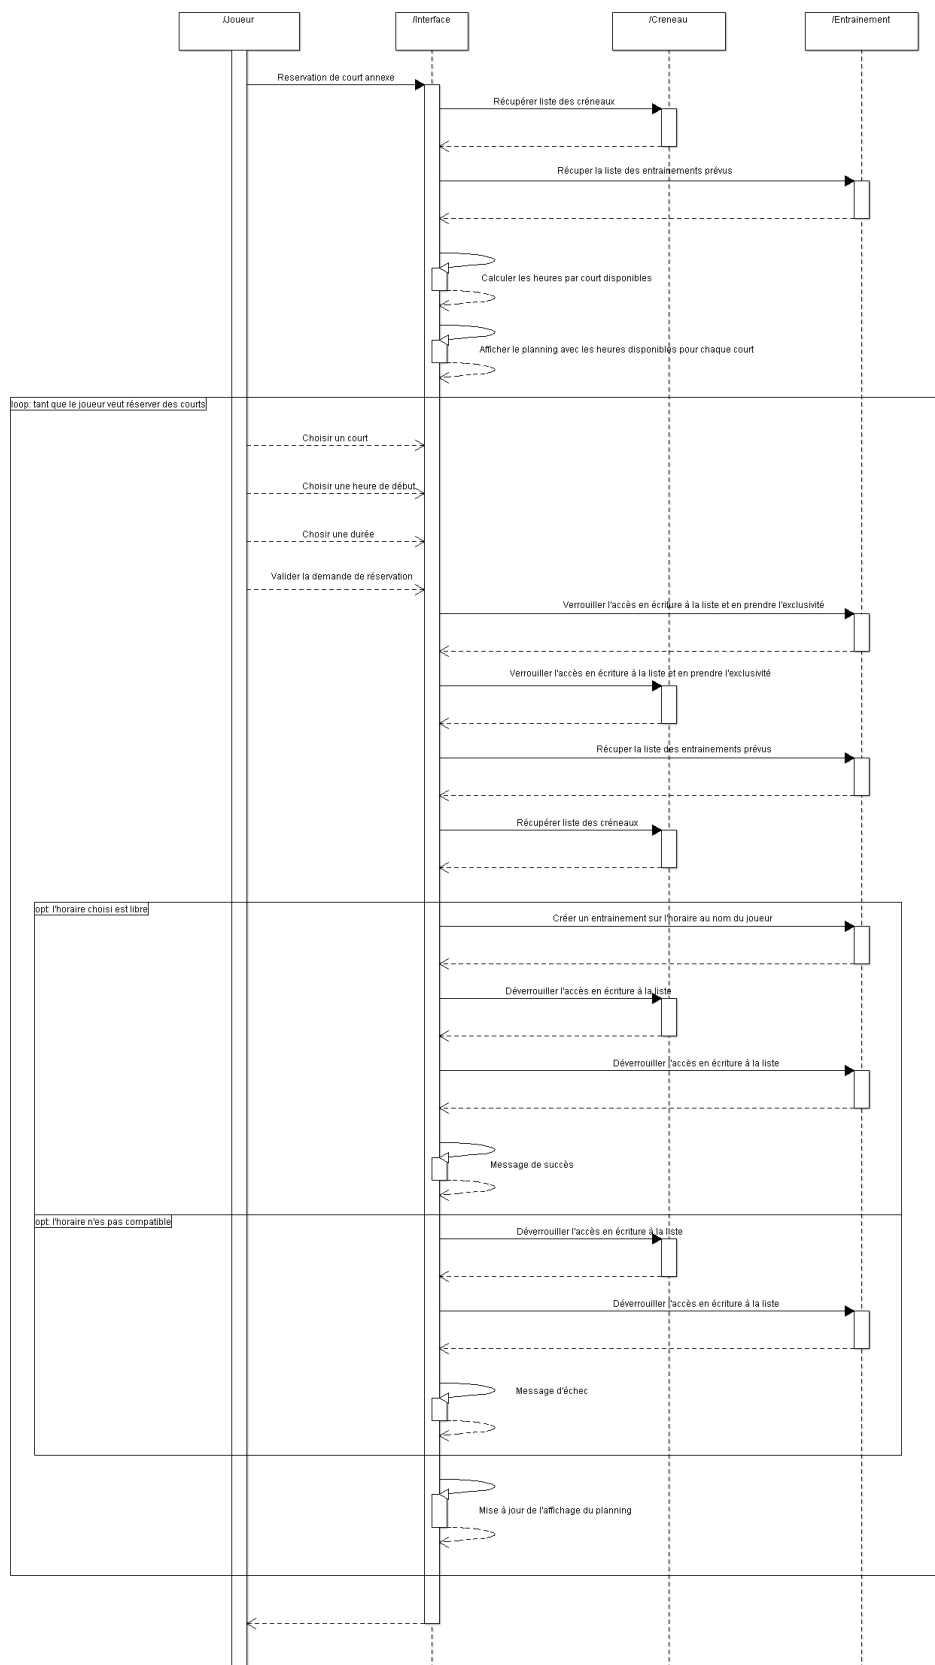 /Joueur
/Interface
/Creneau
/Entrainement
Reservation de court annexe
Récupérer liste des créneaux
Récuper la liste des entrainements prévus
Calculer les heures par court disponibles
Afficher le planning avec les heures disponibles pour chaque court
loop: tant que le joueur veut réserver des courts
Choisir un court
Choisir une heure de début
Chosir une durée
Valider la demande de réservation
Verrouiller l'accès en écriture à la liste et en prendre l'exclusivité
Verrouiller l'accès en écriture à la liste et en prendre l'exclusivité
Récuper la liste des entrainements prévus
Récupérer liste des créneaux
opt: l'horaire choisi est libre
Créer un entrainement sur l'horaire au nom du joueur
Déverrouiller l'accès en écriture à la liste
Déverrouiller l'accès en écriture à la liste
Message de succès
opt: l'horaire n'es pas compatible
Déverrouiller l'accès en écriture à la liste
Déverrouiller l'accès en écriture à la liste
Message d'échec
Mise à jour de l'affichage du planning